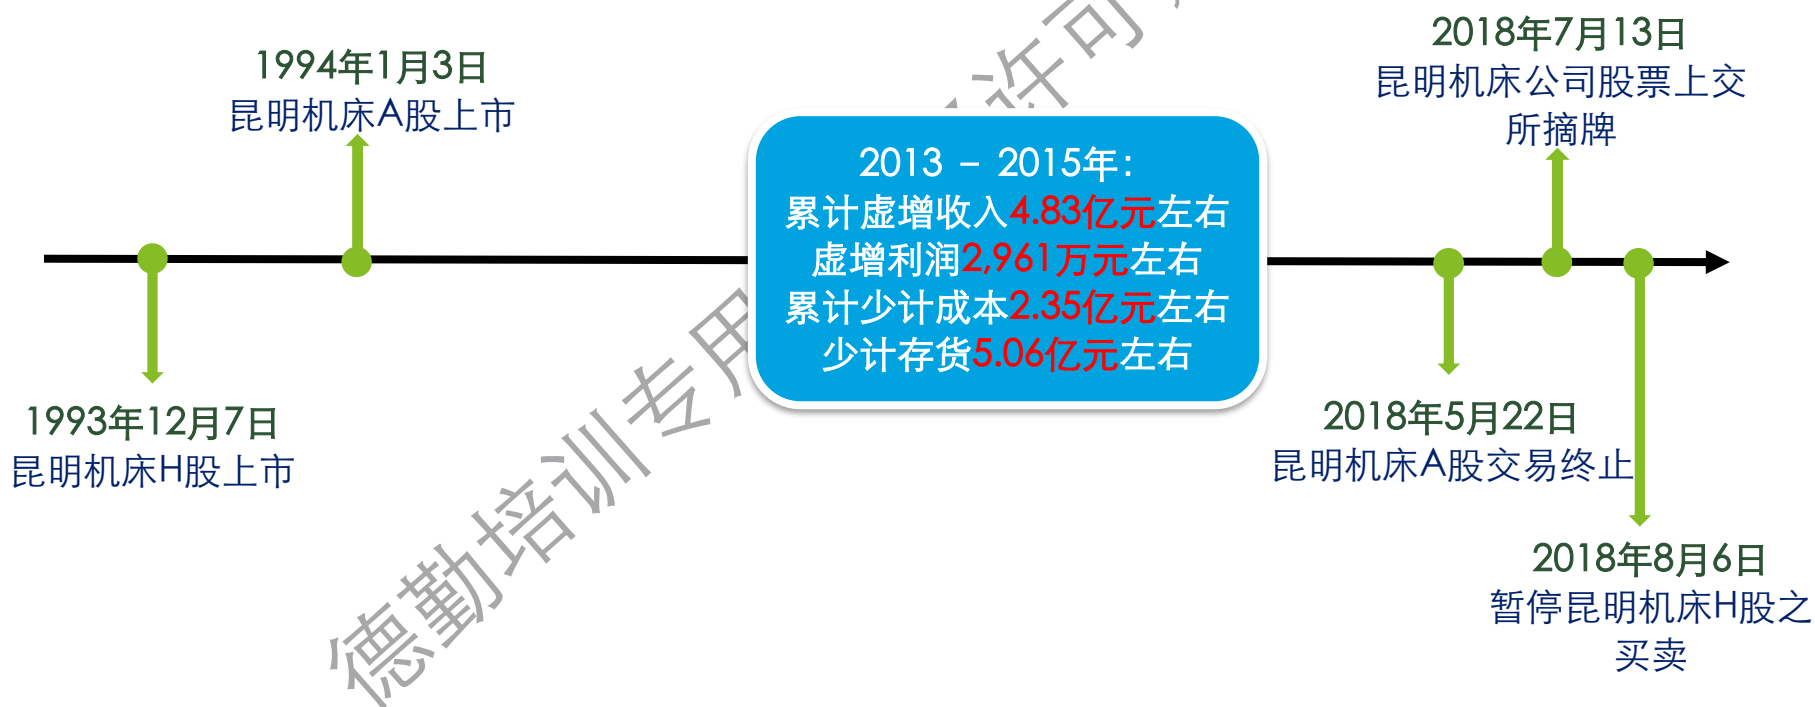 1994年1月3日
昆明机床A股上市
2018年7月13日
昆明机床公司股票上交
所摘牌
2013 – 2015年:
累计虚增收入4.83亿元左右
虚增利润2,961万元左右
累计少计成本2.35亿元左右
少计存货5.06亿元左右
1993年12月7日
昆明机床H股上市
2018年5月22日
昆明机床A股交易终止
2018年8月6日
暂停昆明机床H股之
买卖
德勤培训专用
许可